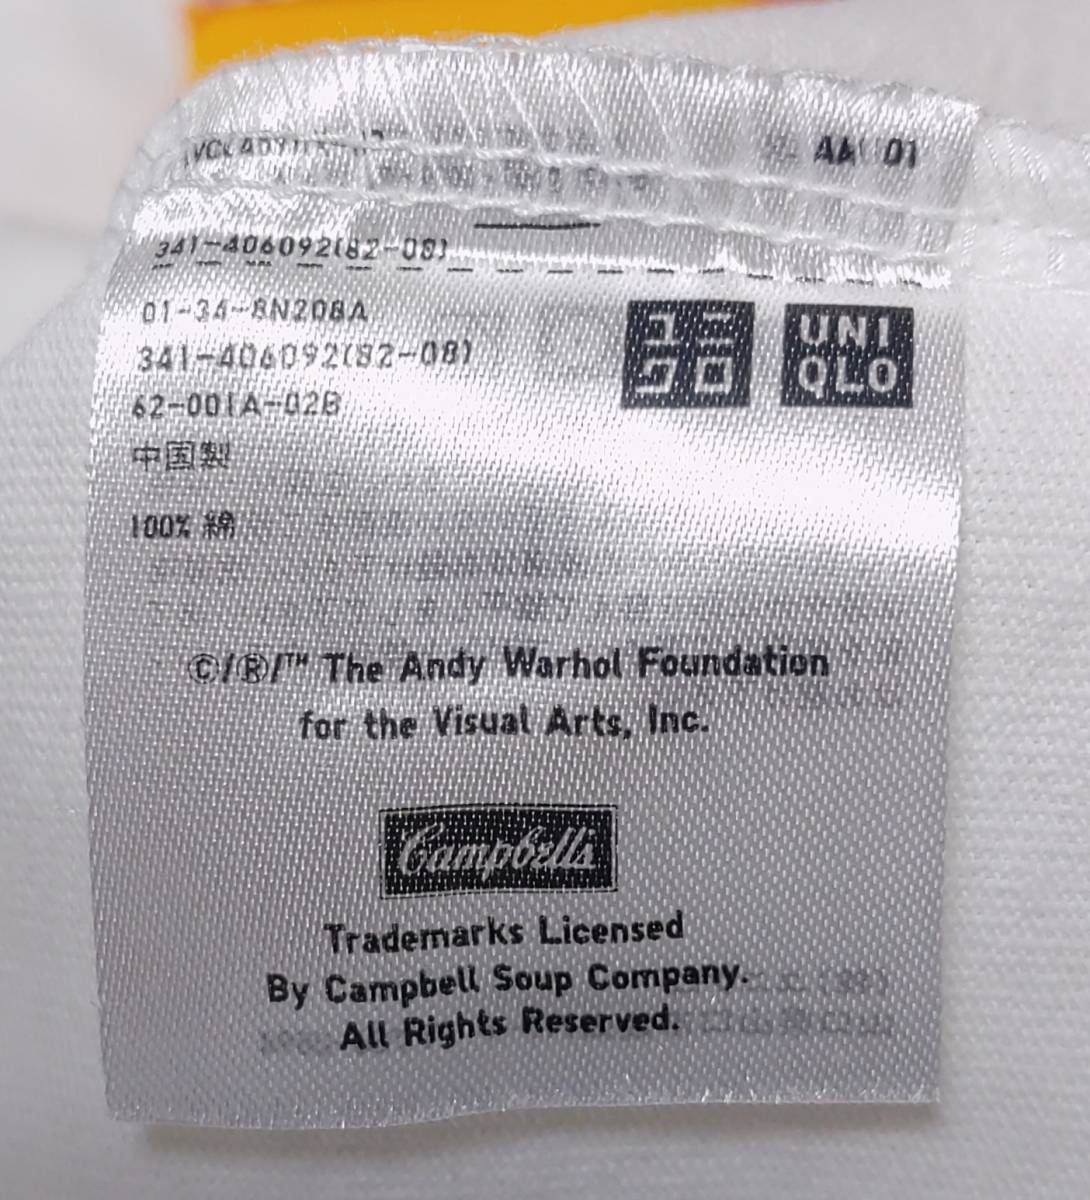 AA 01
341-406092(82-08)
01-34-8N208A
341-406092(82-08)
62-001A-02B
中国製
100% 綿
ユニ
クロ
UNI
QLO
©/®/™ The Andy Warhol Foundation
for the Visual Arts, Inc.
Campbell's
Trademarks Licensed
By Campbell Soup Company.
All Rights Reserved.